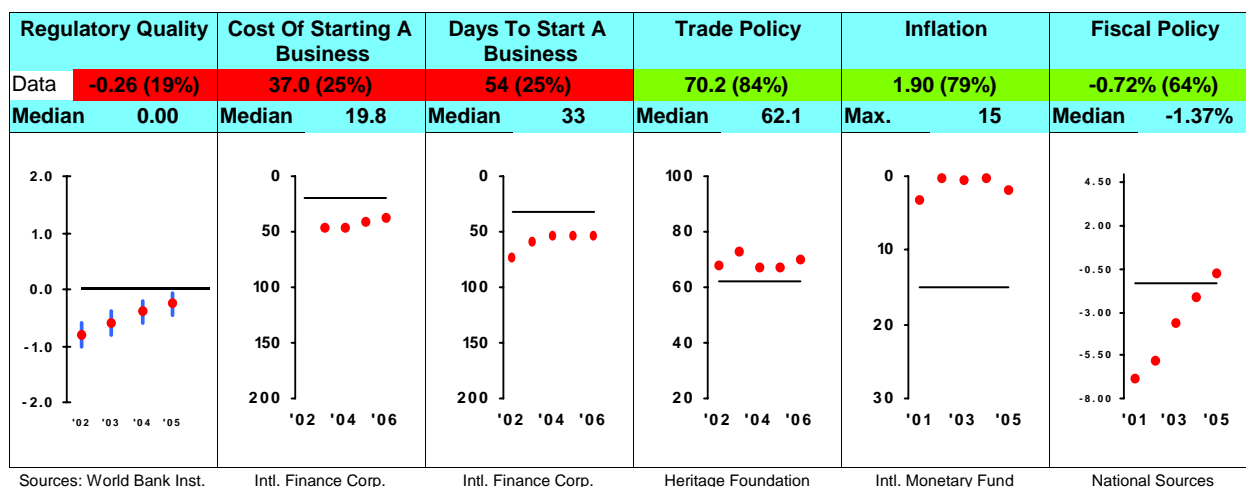 Regulatory Quality
Cost Of Starting A Business
Days To Start A Business
Trade Policy
Inflation
Fiscal Policy
Data -0.26 (19%) 37.0 (25%) 54 (25%) 70.2 (84%) 1.90 (79%) -0.72% (64%)
Median 0.00 Median 19.8 Median 33 Median 62.1 Max. 15 Median -1.37%
2.0
1.0
0.0
-1.0
-2.0
'02 '03 '04 '05
0
50
100
150
200
'02 '04 '06
0
50
100
150
200
'02 '04 '06
100
80
60
40
20
'02 '04 '06
0
10
20
30
'01 '03 '05
4.50
2.00
-0.50
-3.00
-5.50
-8.00
'01 '03 '05
Sources: World Bank Inst. Intl. Finance Corp. Intl. Finance Corp. Heritage Foundation Intl. Monetary Fund National Sources